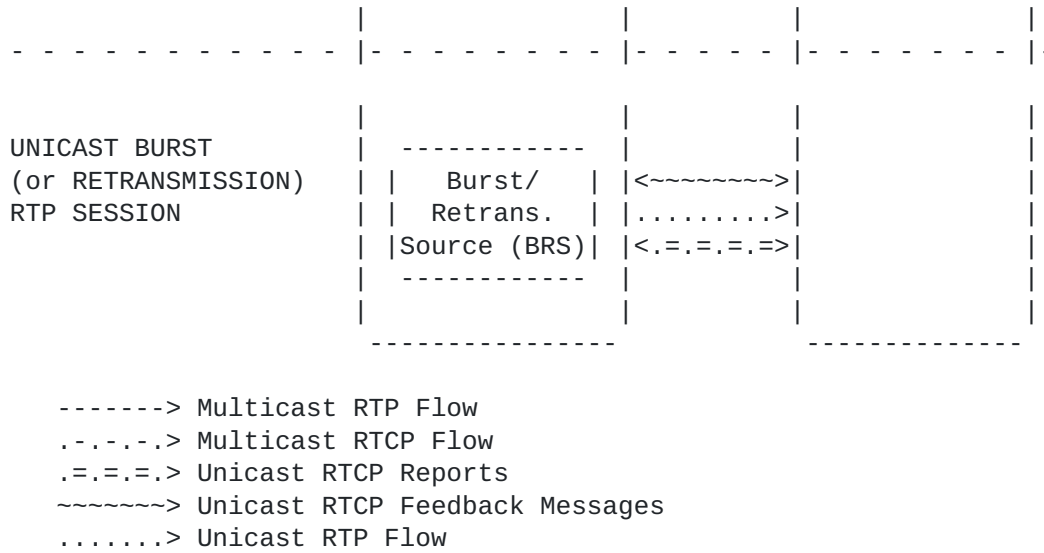 |               |          |             |
- - - - - - - - - - - |- - - - - - - - |- - - - - |- - - - - - - |-
                     |               |          |             |
UNICAST BURST        |  ------------  |          |             |
(or RETRANSMISSION)  | |   Burst/   | |<~~~~~~~~>|             |
RTP SESSION          | |  Retrans.  | |.........>|             |
                     | |Source (BRS)| |<.=.=.=.=>|             |
                     |  ------------  |          |             |
                     |               |          |             |
                      ----------------            --------------
-------> Multicast RTP Flow
.-.-.-.> Multicast RTCP Flow
.=.=.=.> Unicast RTCP Reports
~~~~~~~> Unicast RTCP Feedback Messages
.......> Unicast RTP Flow